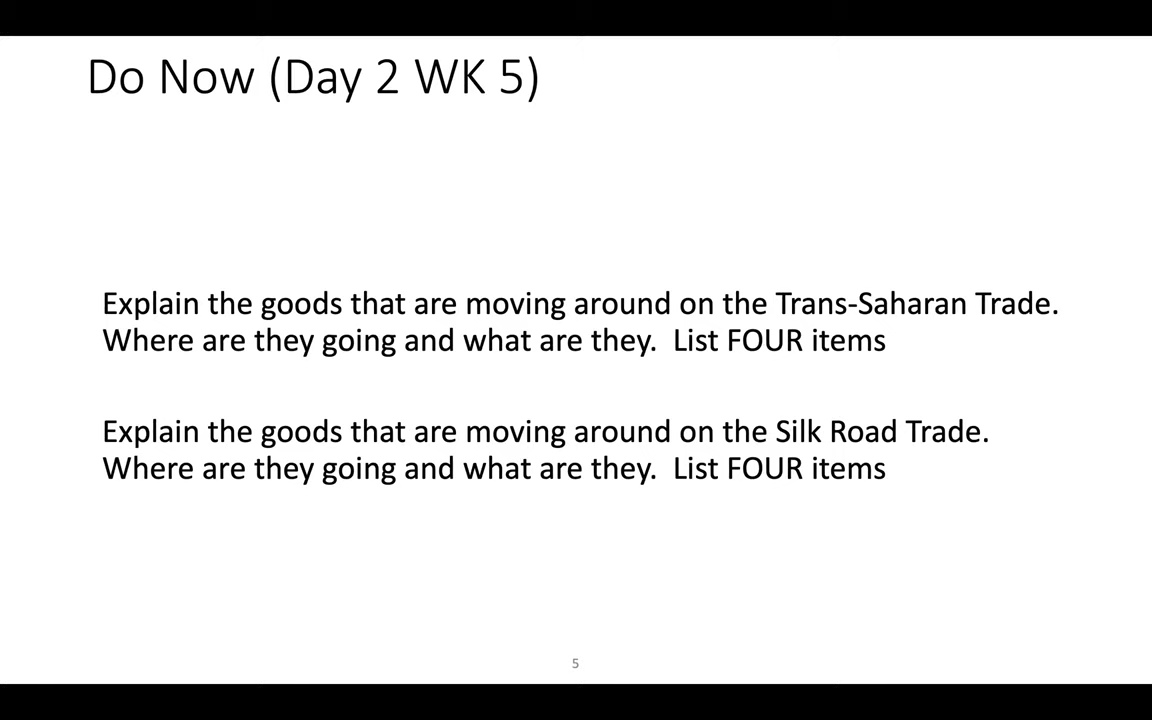 Do Now (Day 2 WK 5)
Explain the goods that are moving around on the Trans-Saharan Trade.
Where are they going and what are they.  List FOUR items
Explain the goods that are moving around on the Silk Road Trade.
Where are they going and what are they.  List FOUR items
5